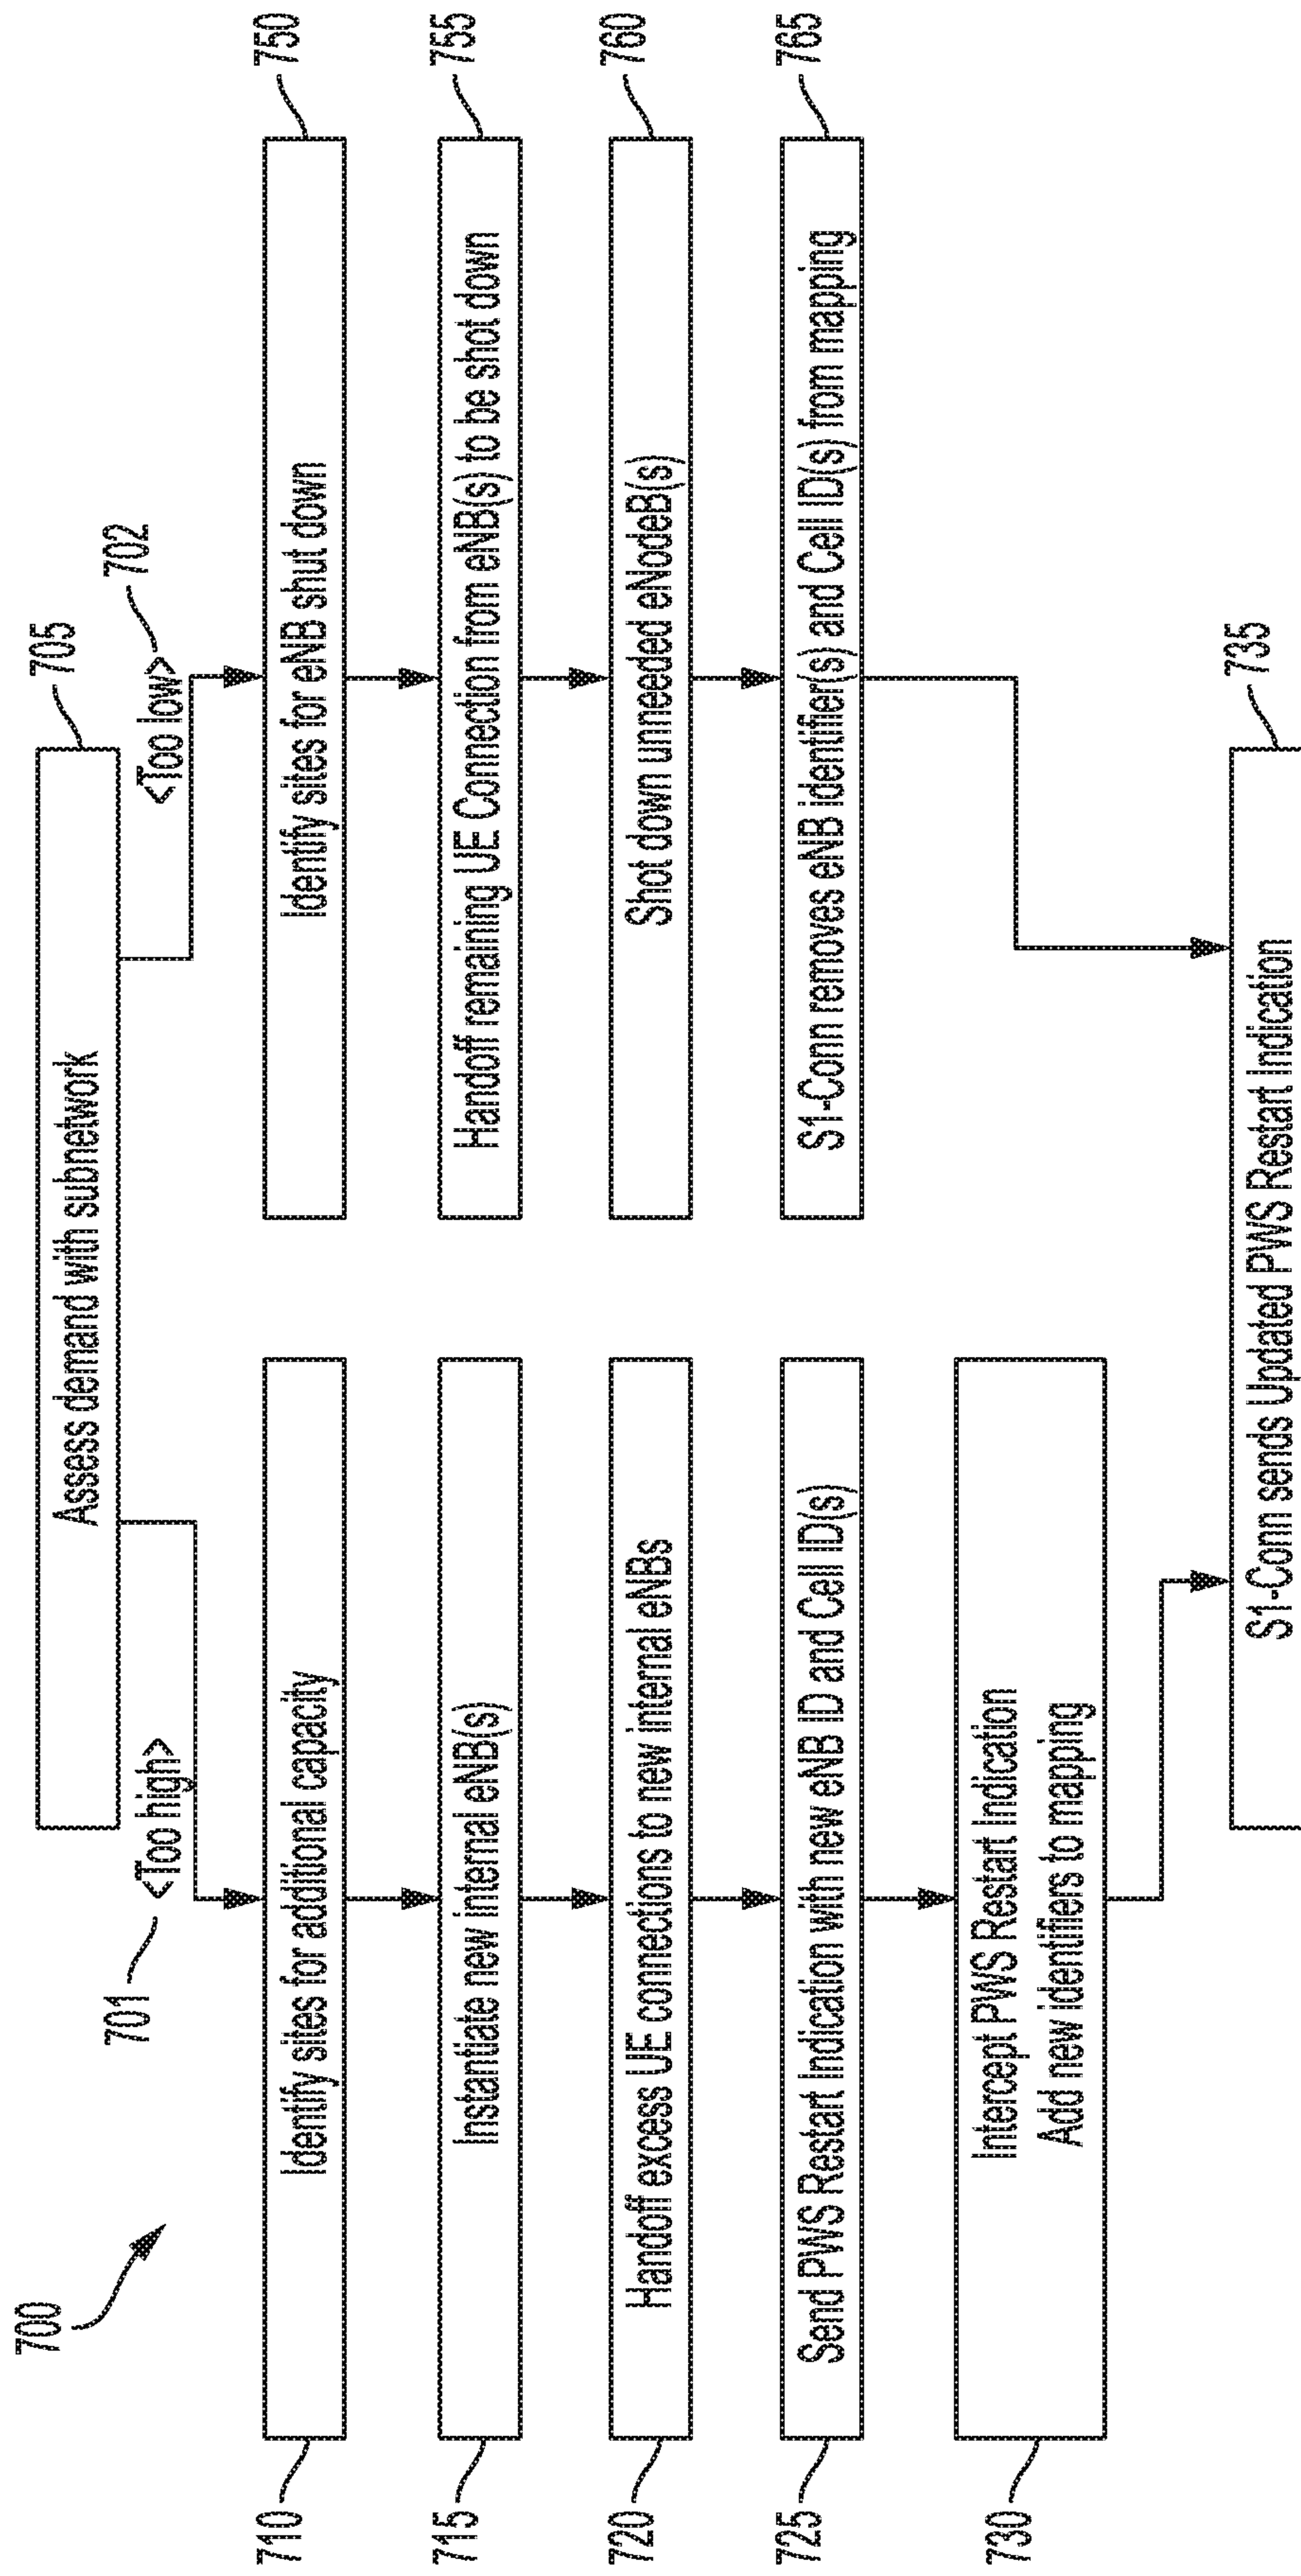 700
705
Assess demand with subnetwork
701
<Too high>
<Too low>
702
710
Identify sites for additional capacity
715
Instantiate new internal eNB(s)
720
Handoff excess UE connections to new internal eNBs
725
Send PWS Restart Indication with new eNB ID and Cell ID(s)
730
Intercept PWS Restart Indication
Add new identifiers to mapping
750
Identify sites for eNB shut down
755
Handoff remaining UE Connection from eNB(s) to be shot down
760
Shot down unneeded eNodeB(s)
765
S1-Conn removes eNB identifier(s) and Cell ID(s) from mapping
735
S1-Conn sends Updated PWS Restart Indication